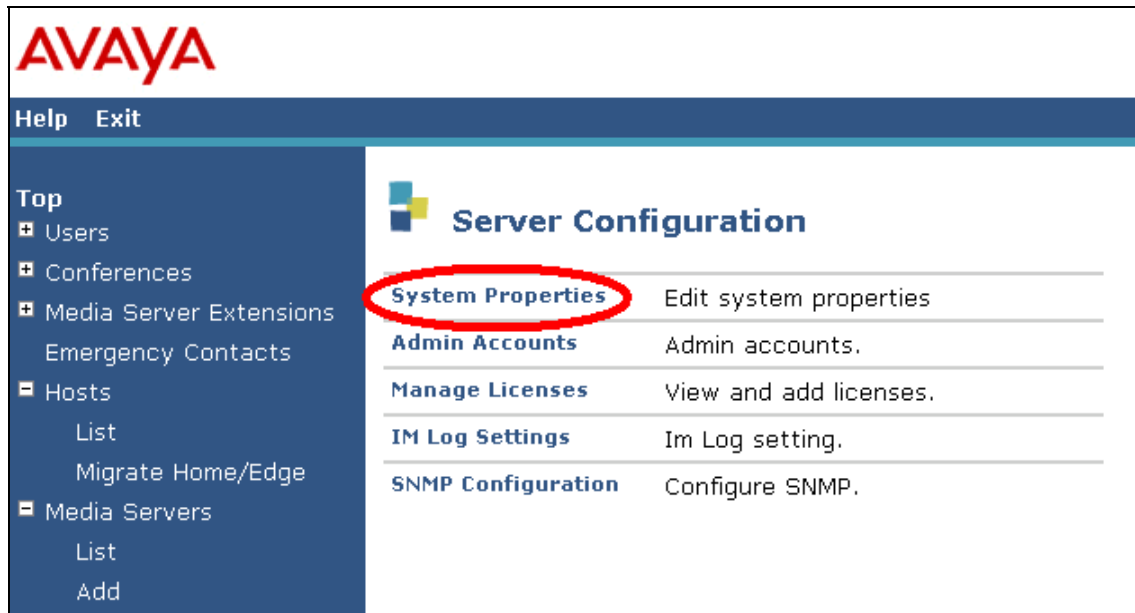 AVAYA
Help Exit
Top
Users
Conferences
Media Server Extensions
Emergency Contacts
Hosts
List
Migrate Home/Edge
Media Servers
List
Add
Server Configuration
System Properties Edit system properties
Admin Accounts Admin accounts.
Manage Licenses View and add licenses.
IM Log Settings Im Log setting.
SNMP Configuration Configure SNMP.